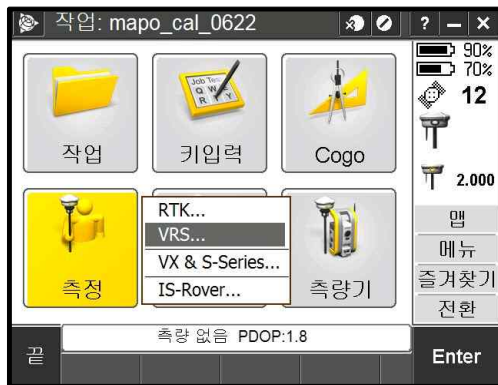 작업: mapo_cal_0622
? – ×
90%
70%
12
2.000
작업
키입력
Cogo
측정
RTK...
VRS...
VX & S-Series...
IS-Rover...
측량기
맵
메뉴
즐겨찾기
전환
측량 없음 PDOP:1.8
끝
Enter